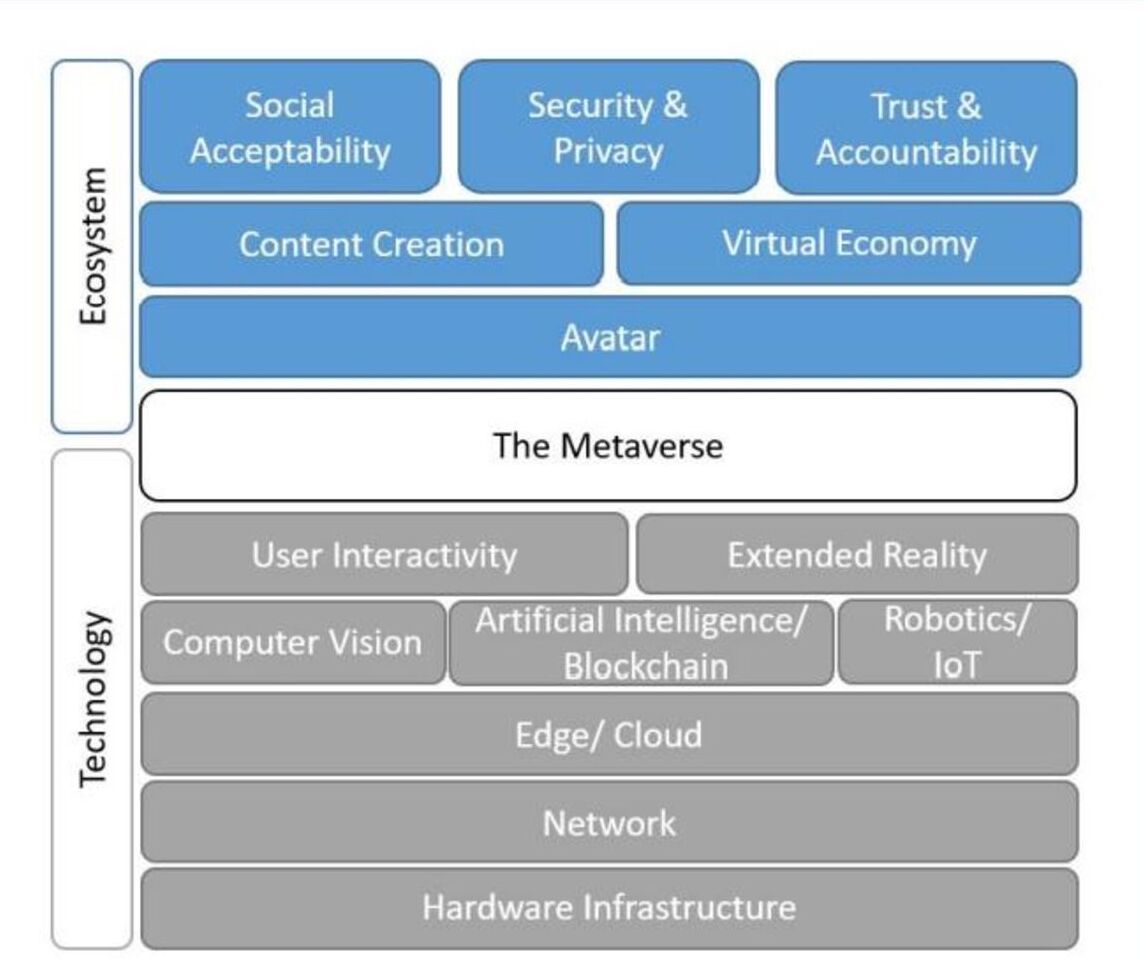 Ecosystem
Social
Acceptability
Security &
Privacy
Trust &
Accountability
Content Creation
Virtual Economy
Avatar
The Metaverse
Technology
User Interactivity
Extended Reality
Computer Vision
Artificial Intelligence/
Blockchain
Robotics/
IoT
Edge/ Cloud
Network
Hardware Infrastructure